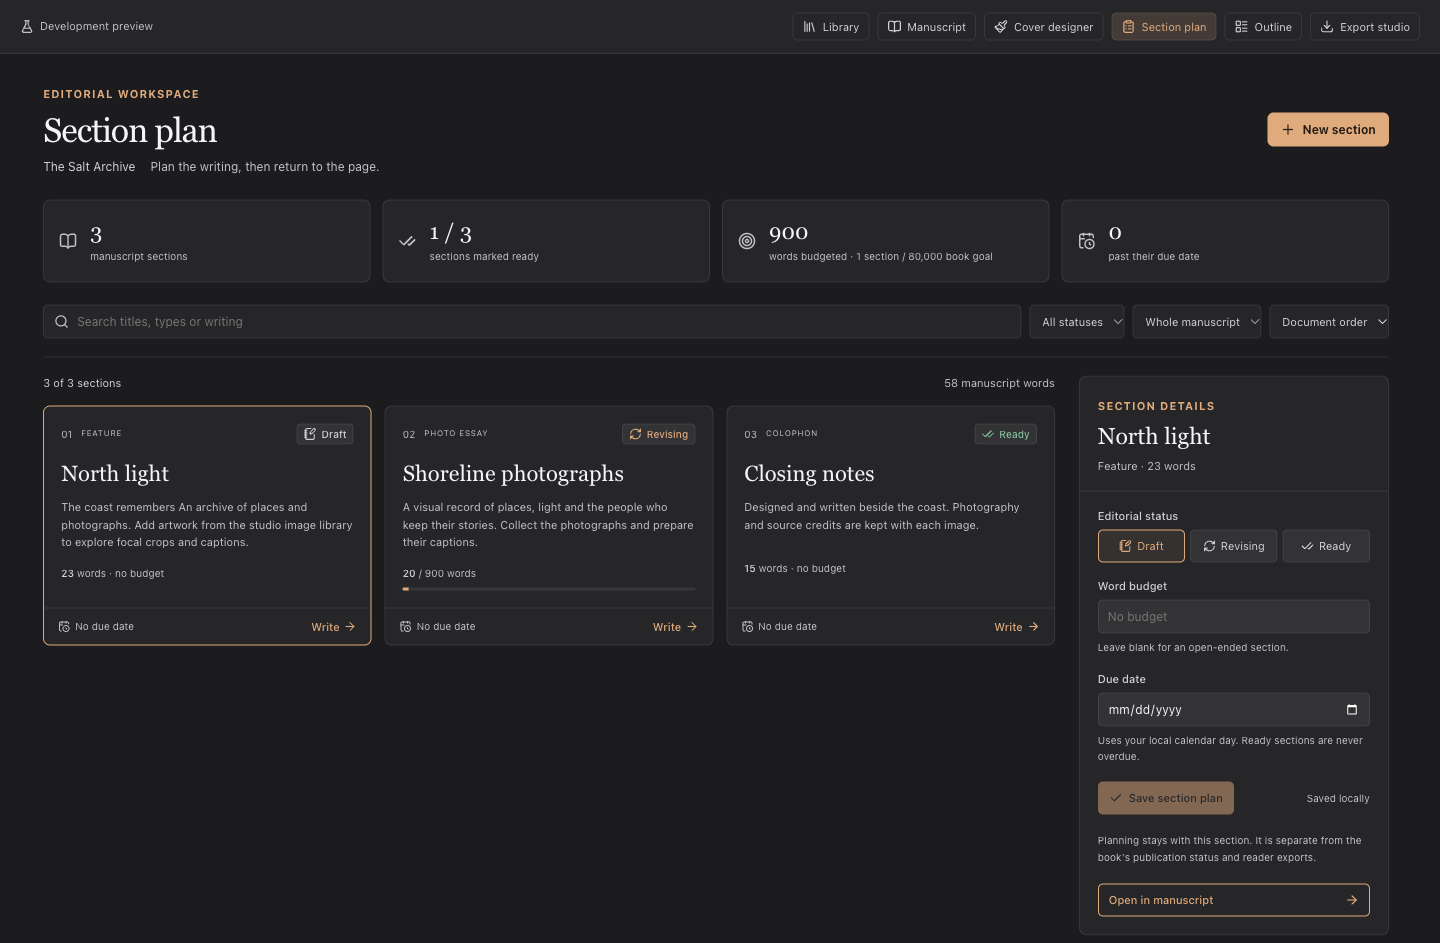 Development preview
Library
Manuscript
Cover designer
Section plan
Outline
Export studio
EDITORIAL WORKSPACE
Section plan
New section
The Salt Archive Plan the writing, then return to the page.
3
manuscript sections
1 / 3
sections marked ready
900
words budgeted · 1 section / 80,000 book goal
0
past their due date
Search titles, types or writing
All statuses
Whole manuscript
Document order
3 of 3 sections
58 manuscript words
01 FEATURE
Draft
North light
The coast remembers An archive of places and
photographs. Add artwork from the studio image library
to explore focal crops and captions.
23 words · no budget
No due date
Write
02 PHOTO ESSAY
Revising
Shoreline photographs
A visual record of places, light and the people who
keep their stories. Collect the photographs and prepare
their captions.
20 / 900 words
No due date
Write
03 COLOPHON
Ready
Closing notes
Designed and written beside the coast. Photography
and source credits are kept with each image.
15 words · no budget
No due date
Write
SECTION DETAILS
North light
Feature · 23 words
Editorial status
Draft
Revising
Ready
Word budget
No budget
Leave blank for an open-ended section.
Due date
mm/dd/yyyy
Uses your local calendar day. Ready sections are never
overdue.
Save section plan
Saved locally
Planning stays with this section. It is separate from the
book's publication status and reader exports.
Open in manuscript